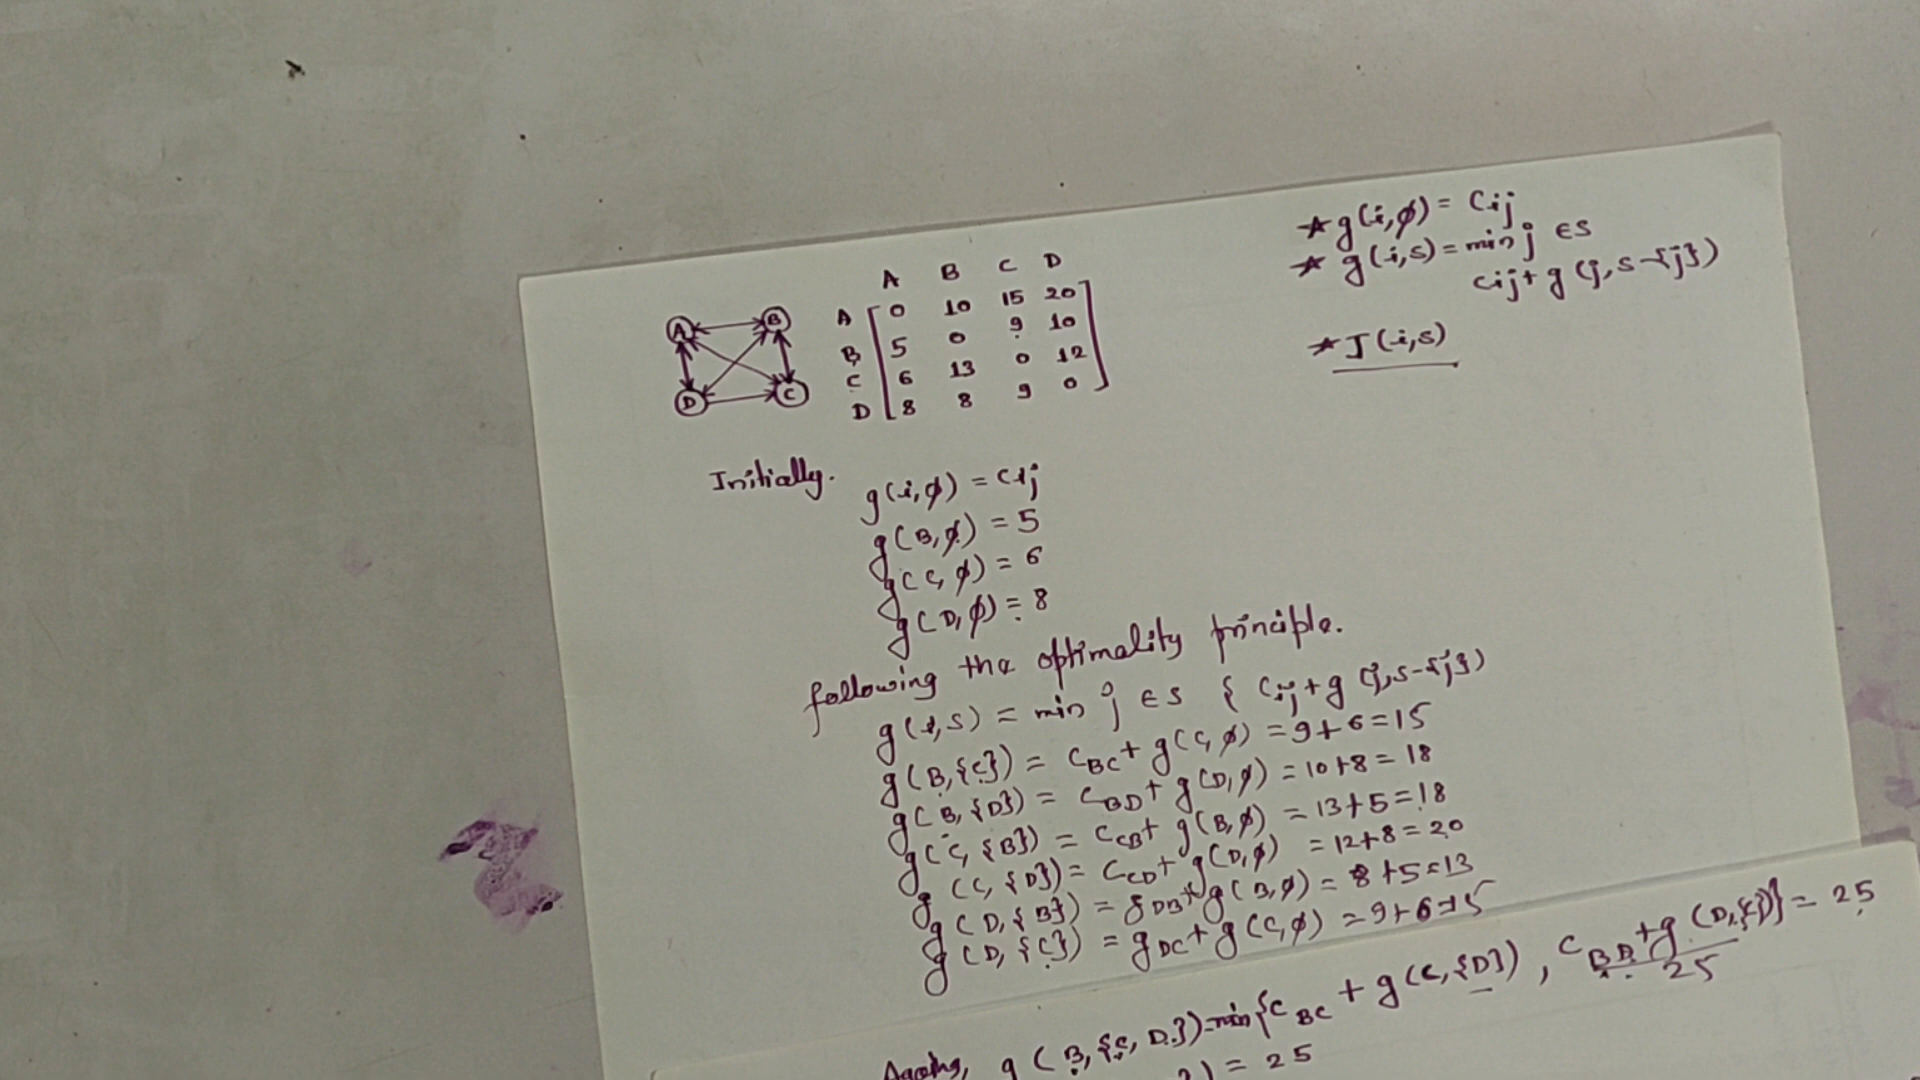 A B C D
A 0 10 15 20
B 5 0 9 10
C 6 13 0 12
D 8 8 9 0
A B
D C
* g(i,ϕ) = Cij
* g(i,s) = min j ∈s
cij + g (j, s-{j})
* J (i,s)
Initially.
g(i,ϕ) = cij
g(B,ϕ) = 5
g(C,ϕ) = 6
g(D,ϕ) = 8
following the optimality principle.
g(i,s) = min j ∈ s { Cij + g (j,s-{j})
g(B,{C}) = CBC + g(C,ϕ) = 9+6=15
g(B,{D}) = CBD + g(D,ϕ) = 10+8=18
g(C,{B}) = CCB + g(B,ϕ) = 13+5=18
g(C,{D}) = CCD + g(D,ϕ) = 12+8=20
g(D,{B}) = gDB + g(B,ϕ) = 8+5=13
g(D,{C}) = gDC + g(C,ϕ) = 9+6=15
g(B,{C,D}) = min{CBC + g(C,{D}), CBD + g(D,{C})} = 25
25
) = 25